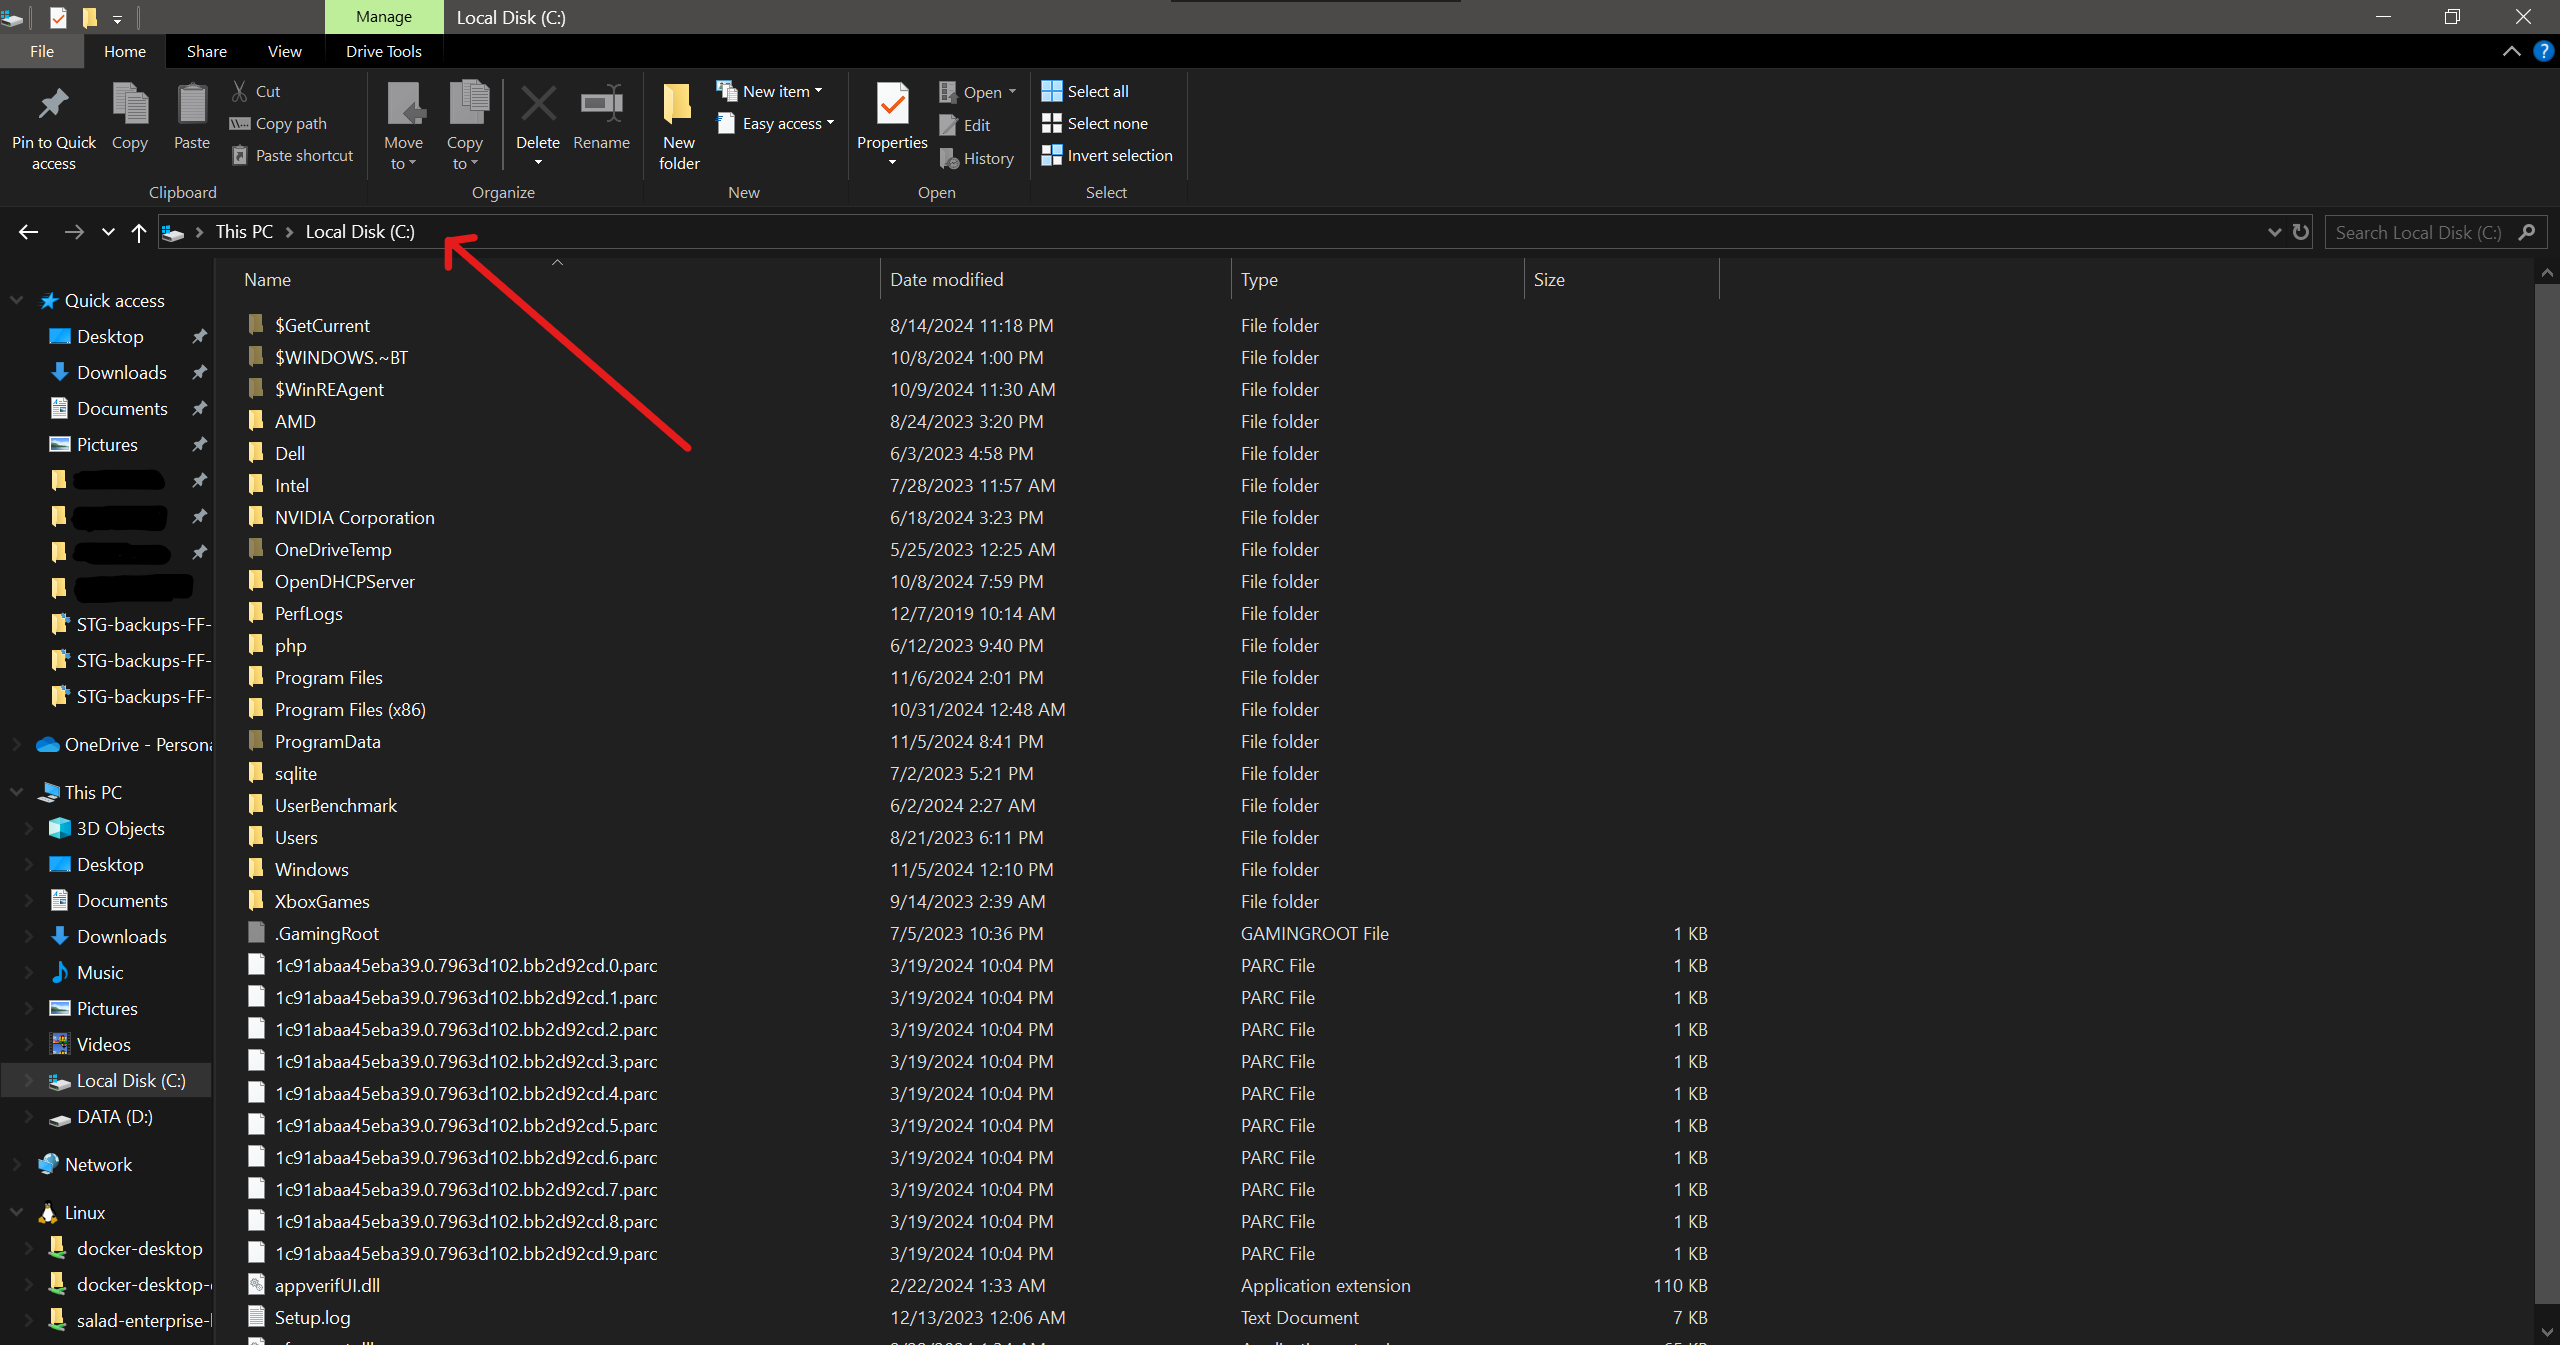 Manage Local Disk (C:)
File Home Share View Drive Tools
Pin to Quick access
Copy
Paste
Cut
Copy path
Paste shortcut
Clipboard
Move to
Copy to
Delete
Rename
Organize
New folder
New item
Easy access
New
Properties
Open
Edit
History
Open
Select all
Select none
Invert selection
Select
This PC > Local Disk (C:)
Search Local Disk (C:)
Quick access
Desktop
Downloads
Documents
Pictures
STG-backups-FF-
STG-backups-FF-
STG-backups-FF-
OneDrive - Persona
This PC
3D Objects
Desktop
Documents
Downloads
Music
Pictures
Videos
Local Disk (C:)
DATA (D:)
Network
Linux
docker-desktop
docker-desktop-
salad-enterprise-
Name Date modified Type Size
$GetCurrent 8/14/2024 11:18 PM File folder
$WINDOWS.~BT 10/8/2024 1:00 PM File folder
$WinREAgent 10/9/2024 11:30 AM File folder
AMD 8/24/2023 3:20 PM File folder
Dell 6/3/2023 4:58 PM File folder
Intel 7/28/2023 11:57 AM File folder
NVIDIA Corporation 6/18/2024 3:23 PM File folder
OneDriveTemp 5/25/2023 12:25 AM File folder
OpenDHCPServer 10/8/2024 7:59 PM File folder
PerfLogs 12/7/2019 10:14 AM File folder
php 6/12/2023 9:40 PM File folder
Program Files 11/6/2024 2:01 PM File folder
Program Files (x86) 10/31/2024 12:48 AM File folder
ProgramData 11/5/2024 8:41 PM File folder
sqlite 7/2/2023 5:21 PM File folder
UserBenchmark 6/2/2024 2:27 AM File folder
Users 8/21/2023 6:11 PM File folder
Windows 11/5/2024 12:10 PM File folder
XboxGames 9/14/2023 2:39 AM File folder
.GamingRoot 7/5/2023 10:36 PM GAMINGROOT File 1 KB
1c91abaa45eba39.0.7963d102.bb2d92cd.0.parc 3/19/2024 10:04 PM PARC File 1 KB
1c91abaa45eba39.0.7963d102.bb2d92cd.1.parc 3/19/2024 10:04 PM PARC File 1 KB
1c91abaa45eba39.0.7963d102.bb2d92cd.2.parc 3/19/2024 10:04 PM PARC File 1 KB
1c91abaa45eba39.0.7963d102.bb2d92cd.3.parc 3/19/2024 10:04 PM PARC File 1 KB
1c91abaa45eba39.0.7963d102.bb2d92cd.4.parc 3/19/2024 10:04 PM PARC File 1 KB
1c91abaa45eba39.0.7963d102.bb2d92cd.5.parc 3/19/2024 10:04 PM PARC File 1 KB
1c91abaa45eba39.0.7963d102.bb2d92cd.6.parc 3/19/2024 10:04 PM PARC File 1 KB
1c91abaa45eba39.0.7963d102.bb2d92cd.7.parc 3/19/2024 10:04 PM PARC File 1 KB
1c91abaa45eba39.0.7963d102.bb2d92cd.8.parc 3/19/2024 10:04 PM PARC File 1 KB
1c91abaa45eba39.0.7963d102.bb2d92cd.9.parc 3/19/2024 10:04 PM PARC File 1 KB
appverifUI.dll 2/22/2024 1:33 AM Application extension 110 KB
Setup.log 12/13/2023 12:06 AM Text Document 7 KB